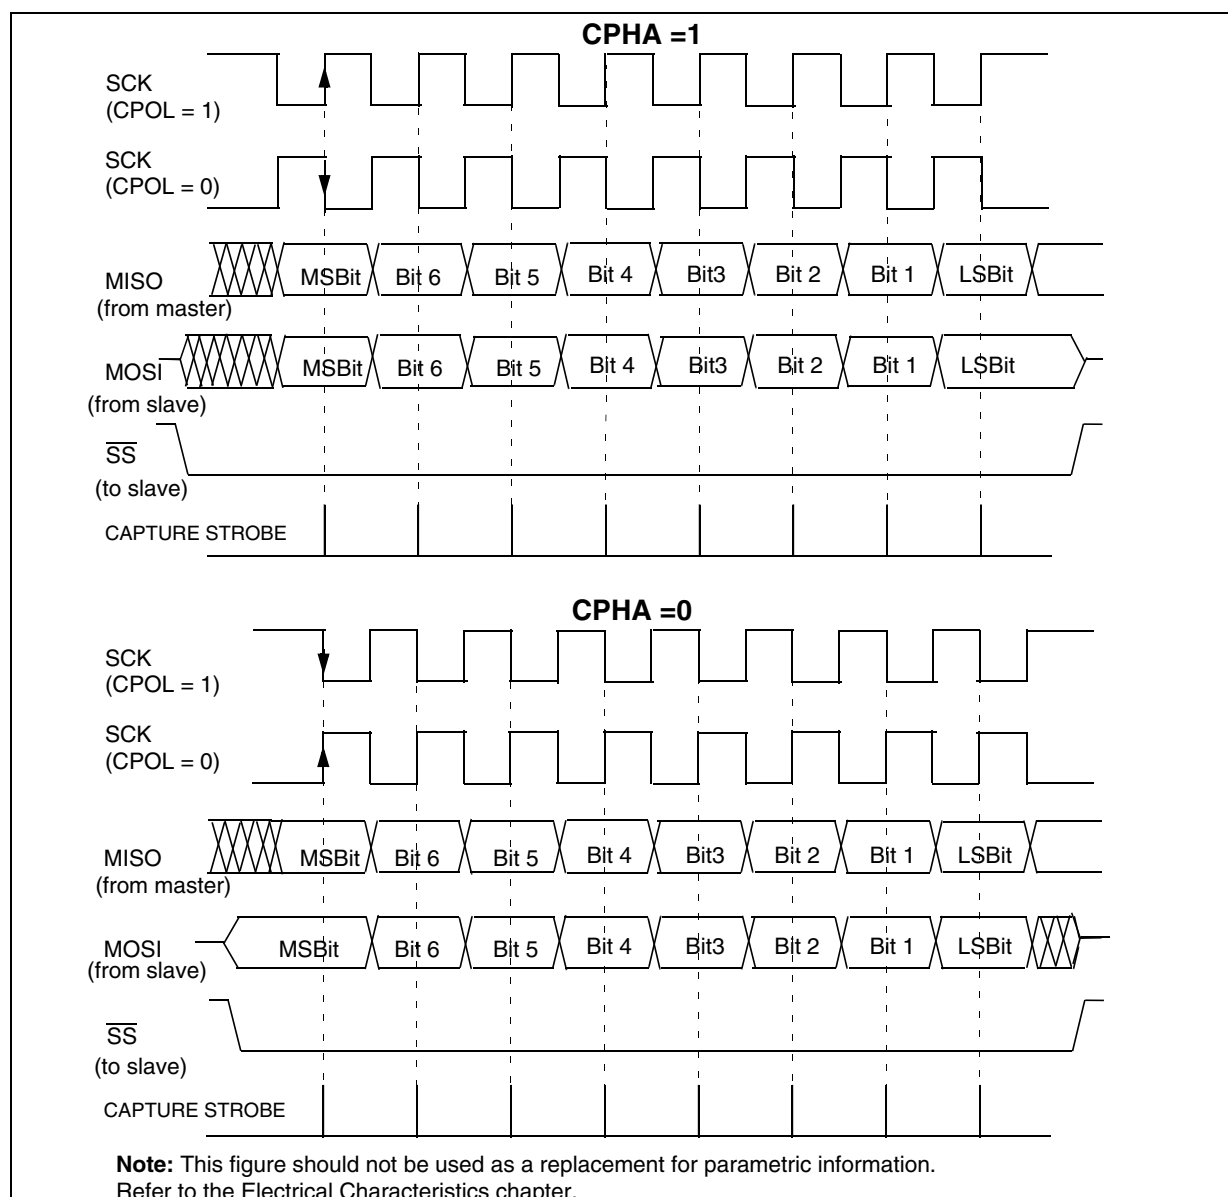 CPHA =1
SCK
(CPOL = 1)
SCK
(CPOL = 0)
MISO
(from master)
MSBit Bit 6 Bit 5 Bit 4 Bit3 Bit 2 Bit 1 LSBit
MOSI
(from slave)
MSBit Bit 6 Bit 5 Bit 4 Bit3 Bit 2 Bit 1 LSBit
SS
(to slave)
CAPTURE STROBE
CPHA =0
SCK
(CPOL = 1)
SCK
(CPOL = 0)
MISO
(from master)
MSBit Bit 6 Bit 5 Bit 4 Bit3 Bit 2 Bit 1 LSBit
MOSI
(from slave)
MSBit Bit 6 Bit 5 Bit 4 Bit3 Bit 2 Bit 1 LSBit
SS
(to slave)
CAPTURE STROBE
Note: This figure should not be used as a replacement for parametric information.
Refer to the Electrical Characteristics chapter.